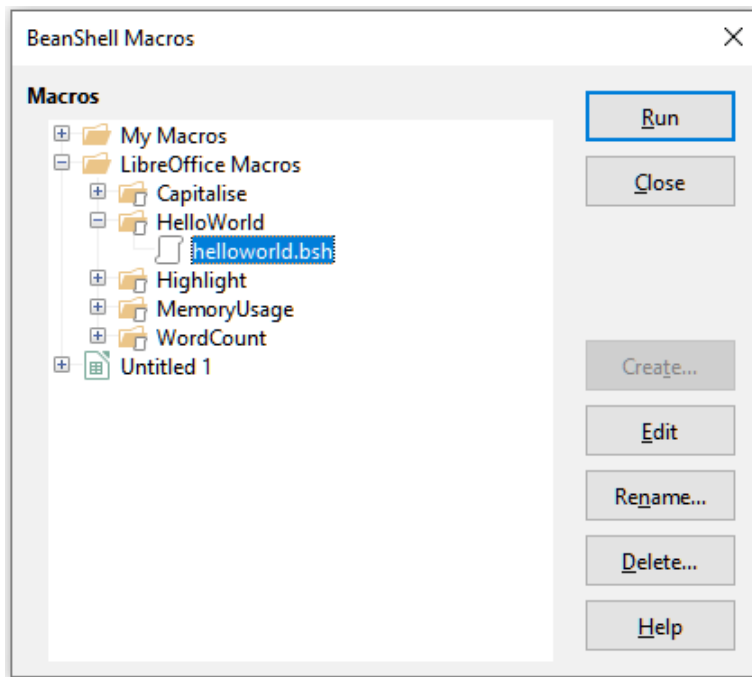 BeanShell Macros
Macros
My Macros
LibreOffice Macros
Capitalise
HelloWorld
helloworld.bsh
Highlight
MemoryUsage
WordCount
Untitled 1
Run
Close
Create...
Edit
Rename...
Delete...
Help